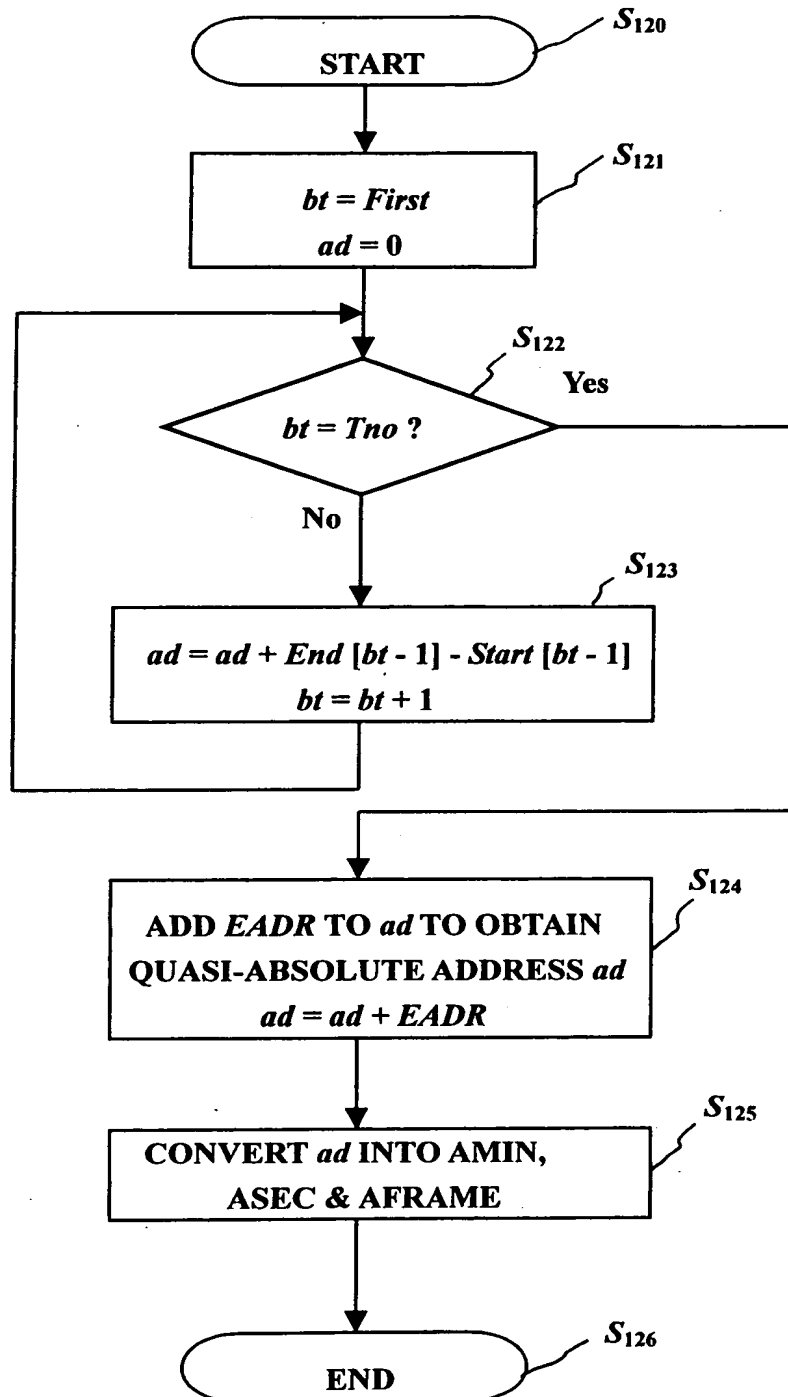 S120
START
S121
bt = First
ad = 0
S122
Yes
bt = Tno ?
No
S123
ad = ad + End [bt - 1] - Start [bt - 1]
bt = bt + 1
S124
ADD EADR TO ad TO OBTAIN
QUASI-ABSOLUTE ADDRESS ad
ad = ad + EADR
S125
CONVERT ad INTO AMIN,
ASEC & AFRAME
S126
END